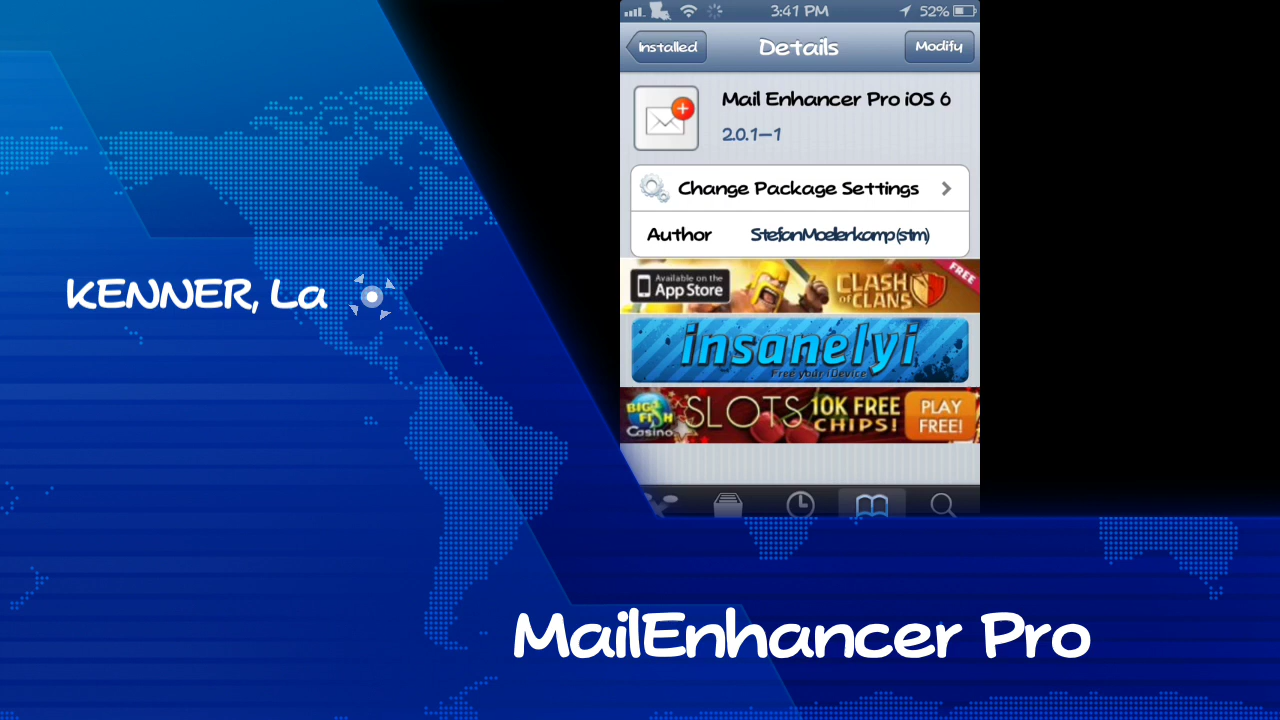 3:41 PM
52%
Installed
Details
Modify
Mail Enhancer Pro iOS 6
2.0.1-1
Change Package Settings
Author
Stefan Moelerkamp (stm)
Available on the
App Store
CLASH
OF CLANS
FREE
insanelyi
Free your iDevice
BIG FISH
Casino
SLOTS
10K FREE
CHIPS!
PLAY
FREE!
KENNER, La
MailEnhancer Pro